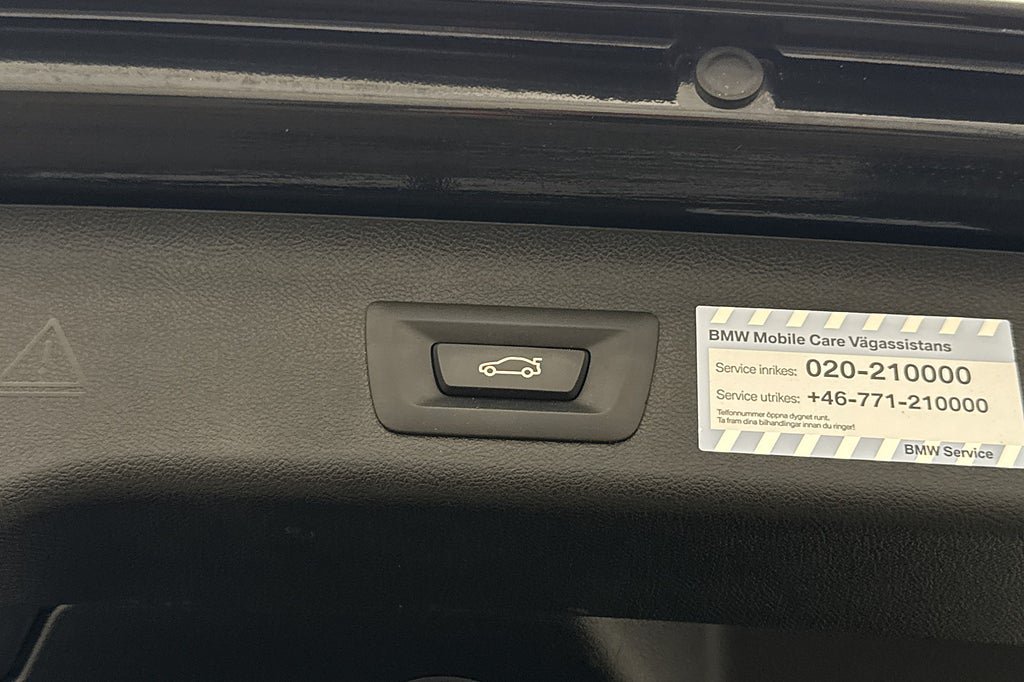 BMW Mobile Care Vägassistans
Service inrikes: 020-210000
Service utrikes: +46-771-210000
Telfonnummer öppna dygnet runt.
Ta fram dina bilhandlingar innan du ringer!
BMW Service